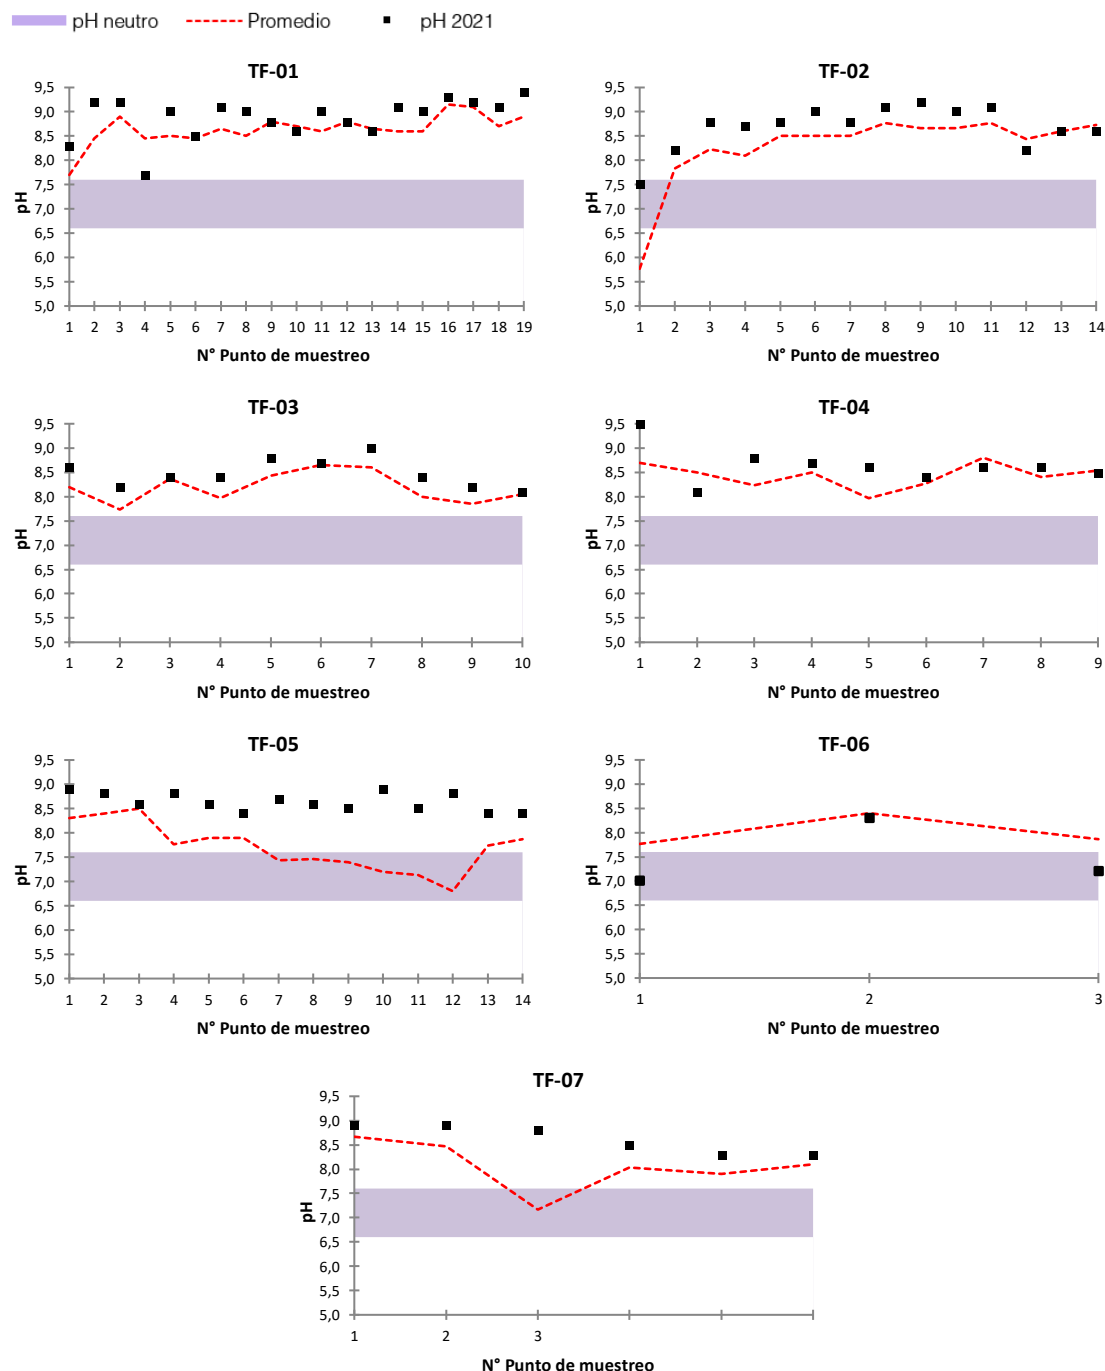 pH neutro Promedio pH 2021
TF-01
9,5
9,0
8,5
8,0
7,5
7,0
6,5
6,0
5,5
5,0
pH
1 2 3 4 5 6 7 9 10 11 12 13 14 15 16 17 18 19
N° Punto de muestreo
TF-02
9,5
9,0
8,5
8,0
7,5
7,0
6,5
6,0
5,5
5,0
pH
1 2 3 4 5 6 7 8 9 10 11 12 13 14
N° Punto de muestreo
TF-03
9,5
9,0
8,5
8,0
7,5
7,0
6,5
6,0
5,5
5,0
pH
1 2 3 4 5 6 7 8 9 10
N° Punto de muestreo
TF-04
9,5
9,0
8,5
8,0
7,5
7,0
6,5
6,0
5,5
5,0
pH
1 2 3 4 5 6 7 8 9
N° Punto de muestreo
TF-05
9,5
9,0
8,5
8,0
7,5
7,0
6,5
6,0
5,5
5,0
pH
1 2 3 4 5 6 7 8 9 10 11 12 13 14
N° Punto de muestreo
TF-06
9,5
9,0
8,5
8,0
7,5
7,0
6,5
6,0
5,5
5,0
pH
1 2 3
N° Punto de muestreo
TF-07
9,5
9,0
8,5
8,0
7,5
7,0
6,5
6,0
5,5
5,0
pH
1 2 3
N° Punto de muestreo